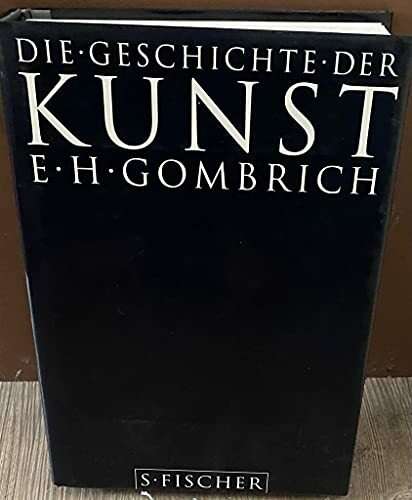 DIE·GESCHICHTE·DER
KUNST
E·H·GOMBRICH
S·FISCHER